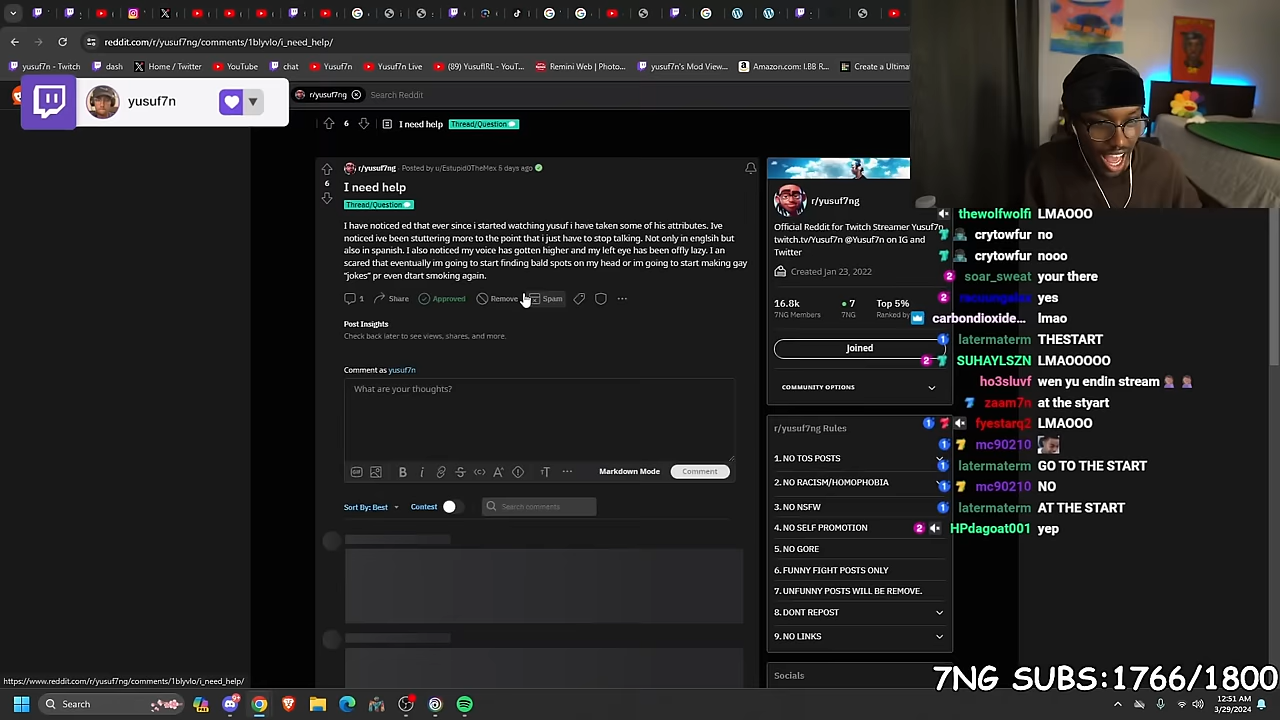 reddit.com/r/yusuf7ng/comments/1blyvlo/i_need_help/
yusuf7n - Twitch
dash
Home / Twitter
YouTube
chat
Yusuf7n
Yusuf7n Live
(89) YusufIRL - YouT...
Remini Web | Photo...
yusuf7n's Mod View...
Amazon.com: .BB R...
Create a Ultima
yusuf7n
r/yusuf7ng
Search Reddit
6
I need help
Thread/Question
r/yusuf7ng · Posted by u/Estupid0TheMex 6 days ago
6
I need help
Thread/Question
I have noticed ed that ever since i started watching yusuf i have taken some of his attributes. Ive
noticed ive been stuttering more to the point that i just have to stop talking. Not only in englsih but
also in spanish. I also noticed my voice has gotten higher and my left eye has been offly lazy. I an
scared that eventually im going to start finding bald spots on my head or im going to start making gay
"jokes" pr even dtart smoking again.
1
Share
Approved
Remove
Spam
Post Insights
Check back later to see views, shares, and more.
Comment as yusuf7n
What are your thoughts?
GIF
B
i
T
Markdown Mode
Comment
Sort By: Best
Contest
Search comments
r/yusuf7ng
Official Reddit for Twitch Streamer Yusuf7n
twitch.tv/Yusuf7n @Yusuf7n on IG and
Twitter
Created Jan 23, 2022
16.8k
7
Top 5%
7NG Members
7NG
Ranked by
Joined
COMMUNITY OPTIONS
r/yusuf7ng Rules
1. NO TOS POSTS
2. NO RACISM/HOMOPHOBIA
3. NO NSFW
4. NO SELF PROMOTION
5. NO GORE
6. FUNNY FIGHT POSTS ONLY
7. UNFUNNY POSTS WILL BE REMOVE.
8. DONT REPOST
9. NO LINKS
Socials
thewolfwolfi LMAOOO
crytowfur no
crytowfur nooo
soar_sweat your there
yes
carbondioxide... lmao
latermaterm THESTART
SUHAYLSZN LMAOOOOO
ho3sluvf wen yu endin stream
zaam7n at the styart
fyestarq2 LMAOOO
mc90210
latermaterm GO TO THE START
mc90210 NO
latermaterm AT THE START
HPdagoat001 yep
7NG SUBS:1766/1800
https://www.reddit.com/r/yusuf7ng/comments/1blyvlo/i_need_help/
Search
12:51 AM
3/29/2024